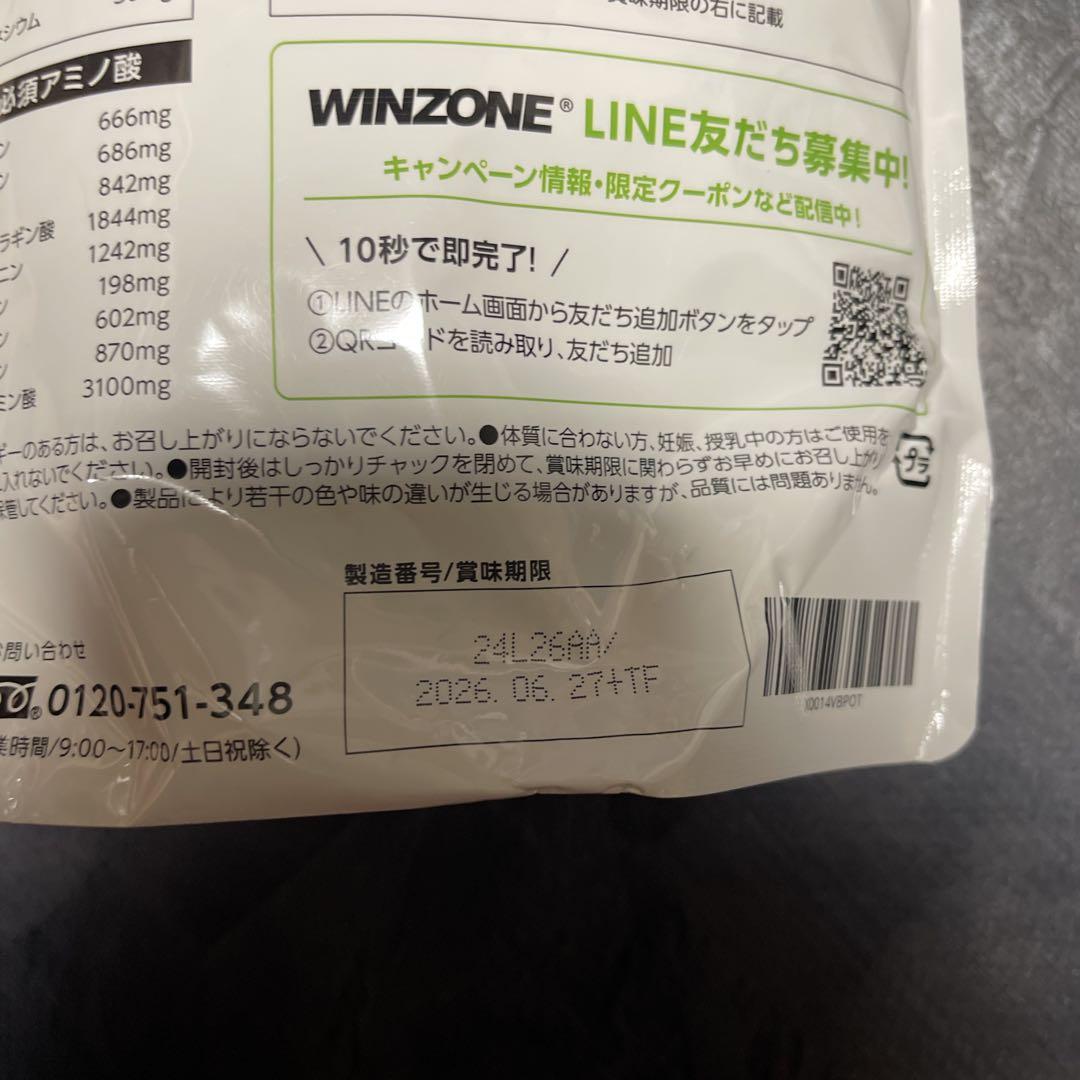 シウム
賞味期限の右に記載
必須アミノ酸
666mg
ン 686mg
ン 842mg
ラギン酸 1844mg
ニン 1242mg
198mg
ン 602mg
ン 870mg
ミン酸 3100mg
WINZONE® LINE友だち募集中!
キャンペーン情報・限定クーポンなど配信中!
\ 10秒で即完了! /
①LINEのホーム画面から友だち追加ボタンをタップ
②QRコードを読み取り、友だち追加
ギーのある方は、お召し上がりにならないでください。●体質に合わない方、妊娠、授乳中の方はご使用を
入れないでください。●開封後はしっかりチャックを閉めて、賞味期限に関わらずお早めにお召し上がり
保管してください。●製品により若干の色や味の違いが生じる場合がありますが、品質には問題ありません。
プラ
製造番号/賞味期限
24L26AA/
2026. 06. 27+TF
X0014VBPOT
お問い合わせ
®0120-751-348
業時間/9:00〜17:00/土日祝除く)